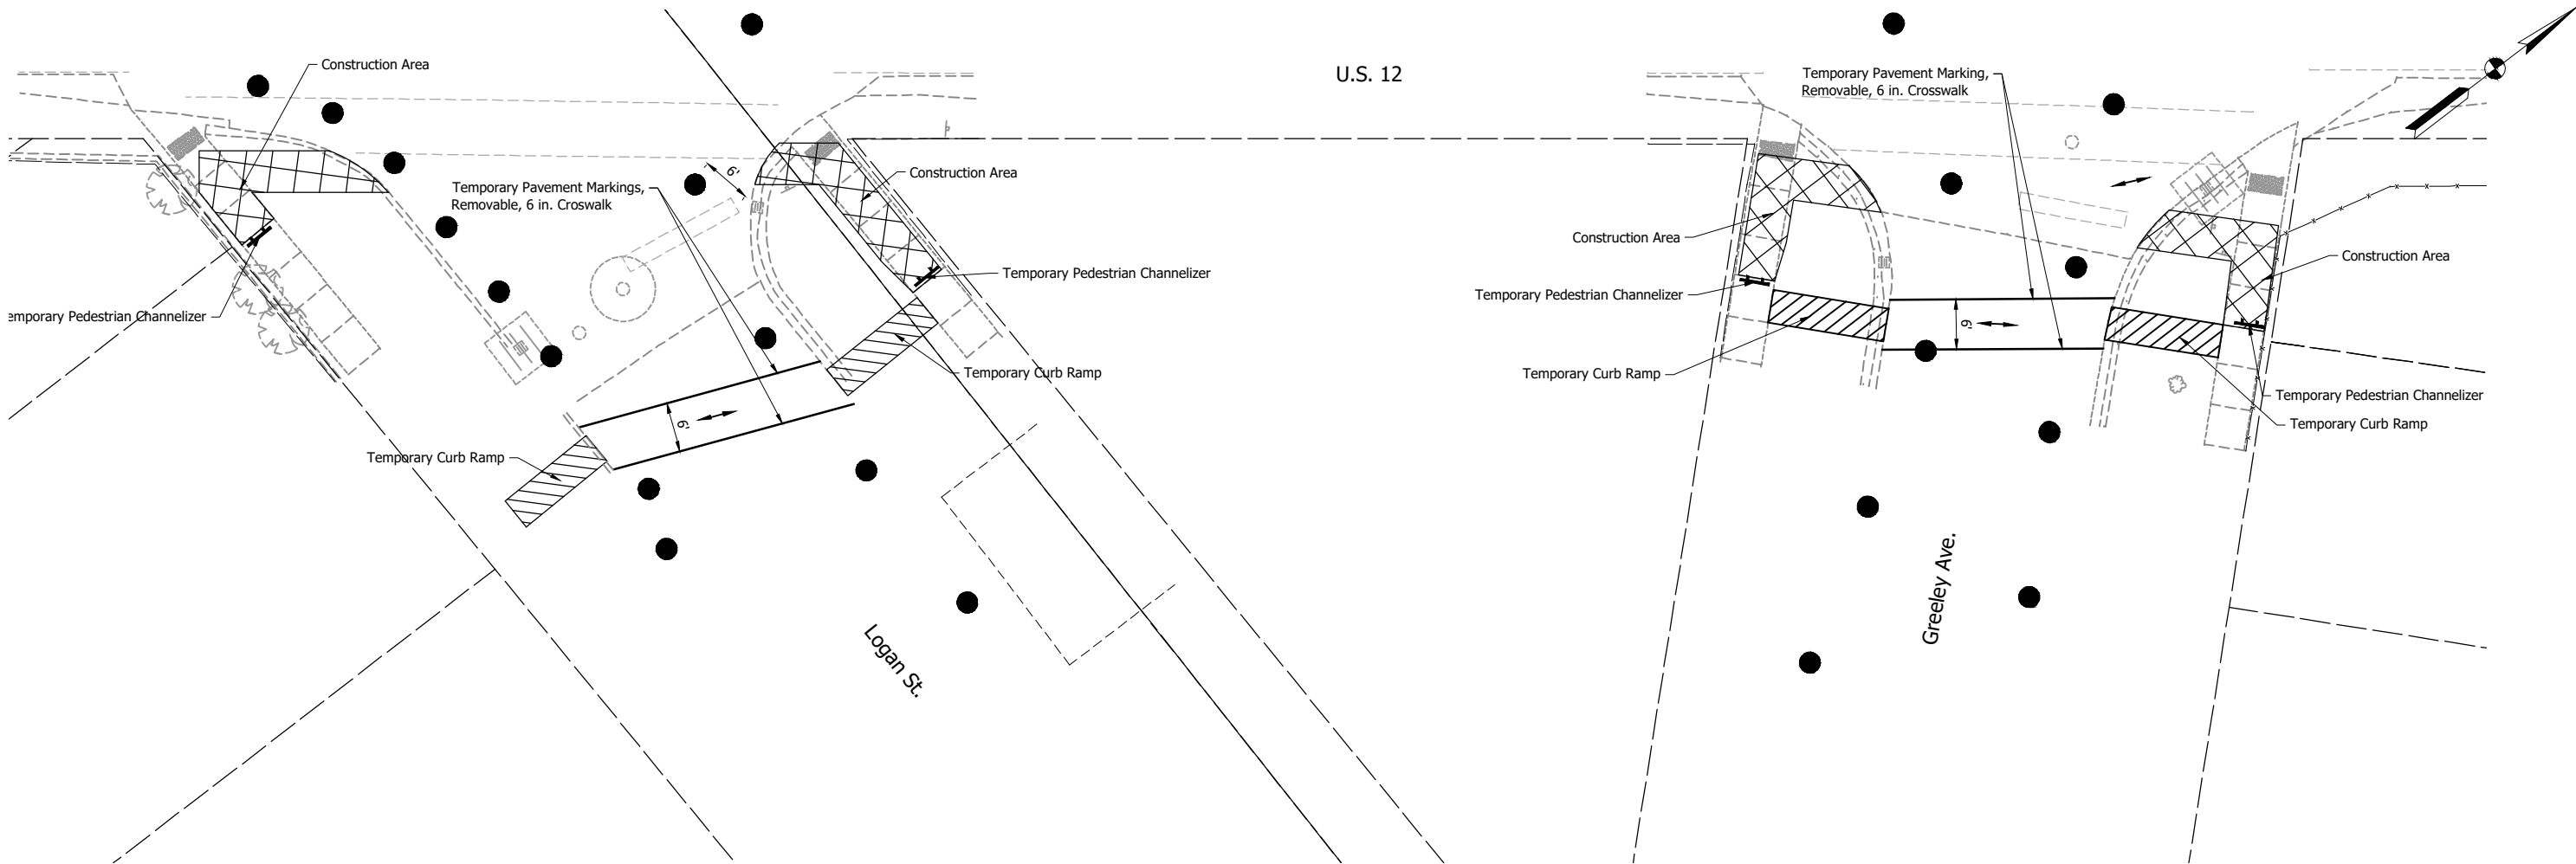 U.S. 12
Construction Area
Temporary Pavement Marking,
Removable, 6 in. Crosswalk
6'
Construction Area
Temporary Pavement Markings,
Removable, 6 in. Croswalk
Construction Area
Construction Area
Temporary Pedestrian Channelizer
Temporary Pedestrian Channelizer
emporary Pedestrian Channelizer
6'
Temporary Curb Ramp
Temporary Curb Ramp
Temporary Pedestrian Channelizer
6'
Temporary Curb Ramp
Temporary Curb Ramp
Greeley Ave.
Logan St.